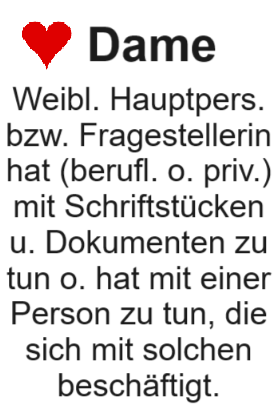 Dame
Weibl. Hauptpers.
bzw. Fragestellerin
hat (berufl. o. priv.)
mit Schriftstücken
u. Dokumenten zu
tun o. hat mit einer
Person zu tun, die
sich mit solchen
beschäftigt.